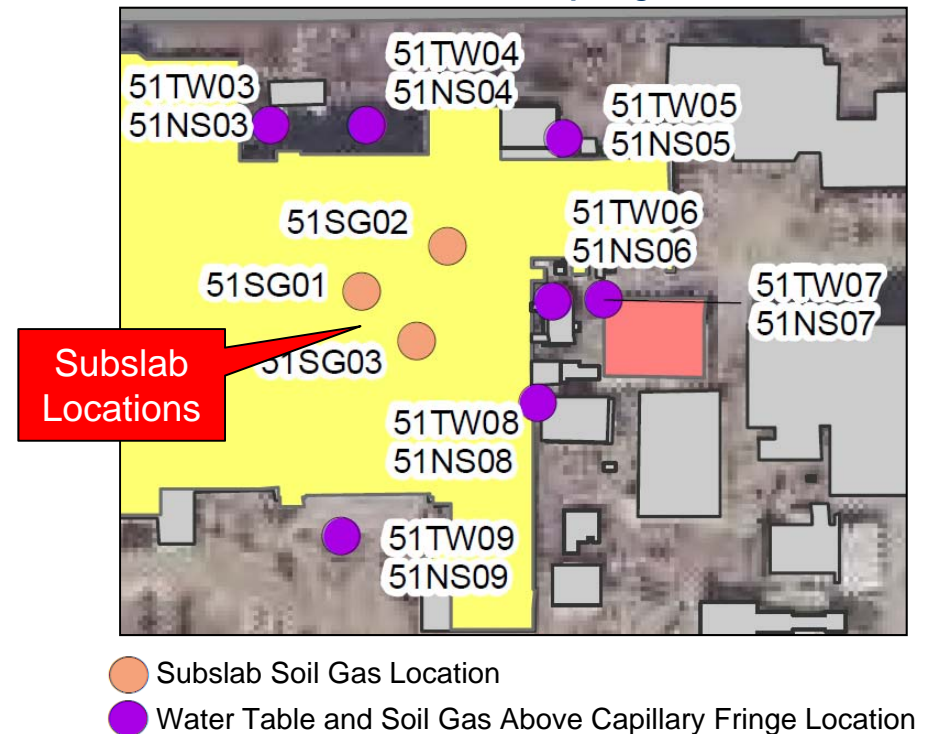 51TW04
51NS04
51TW03
51NS03
51TW05
51NS05
51SG02
51TW06
51NS06
51SG01
51TW07
51NS07
Subslab
Locations
51SG03
51TW08
51NS08
51TW09
51NS09
Subslab Soil Gas Location
Water Table and Soil Gas Above Capillary Fringe Location